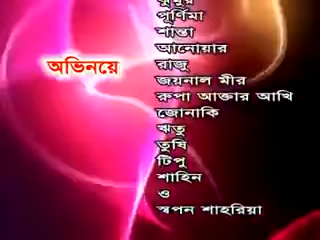 পূর্ণিমা
শান্তা
আনোয়ার
অভিনয়ে
রাজু
জয়নাল মীর
রুপা আক্তার আখি
জোনাকি
ঋতু
তুষি
টিপু
শাহিন
ও
স্বপন শাহরিয়া